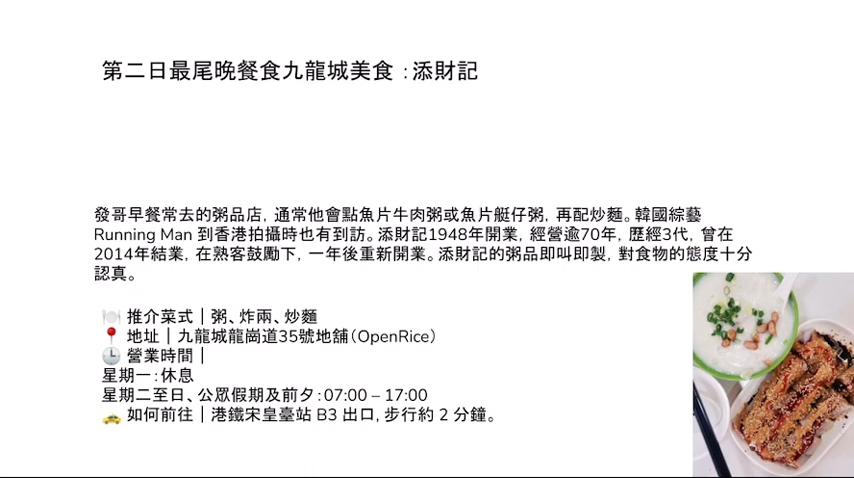 第二日最尾晚餐食九龍城美食 :添財記
發哥早餐常去的粥品店, 通常他會點魚片牛肉粥或魚片艇仔粥, 再配炒麵。韓國綜藝
Running Man 到香港拍攝時也有到訪。添財記1948年開業, 經營逾70年, 歷經3代, 曾在
2014年結業, 在熟客鼓勵下, 一年後重新開業。添財記的粥品即叫即製, 對食物的態度十分
認真。
🍽️ 推介菜式｜粥、炸兩、炒麵
📍 地址｜九龍城龍崗道35號地舖(OpenRice)
🕒 營業時間｜
星期一:休息
星期二至日、公眾假期及前夕:07:00 – 17:00
🚕 如何前往｜港鐵宋皇臺站 B3 出口, 步行約 2 分鐘。